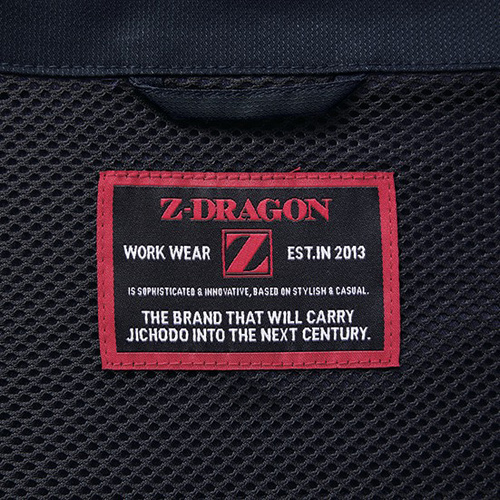 Z-DRAGON
WORK WEAR Z EST.IN 2013
IS SOPHISTICATED & INNOVATIVE, BASED ON STYLISH & CASUAL.
THE BRAND THAT WILL CARRY
JICHODO INTO THE NEXT CENTURY.